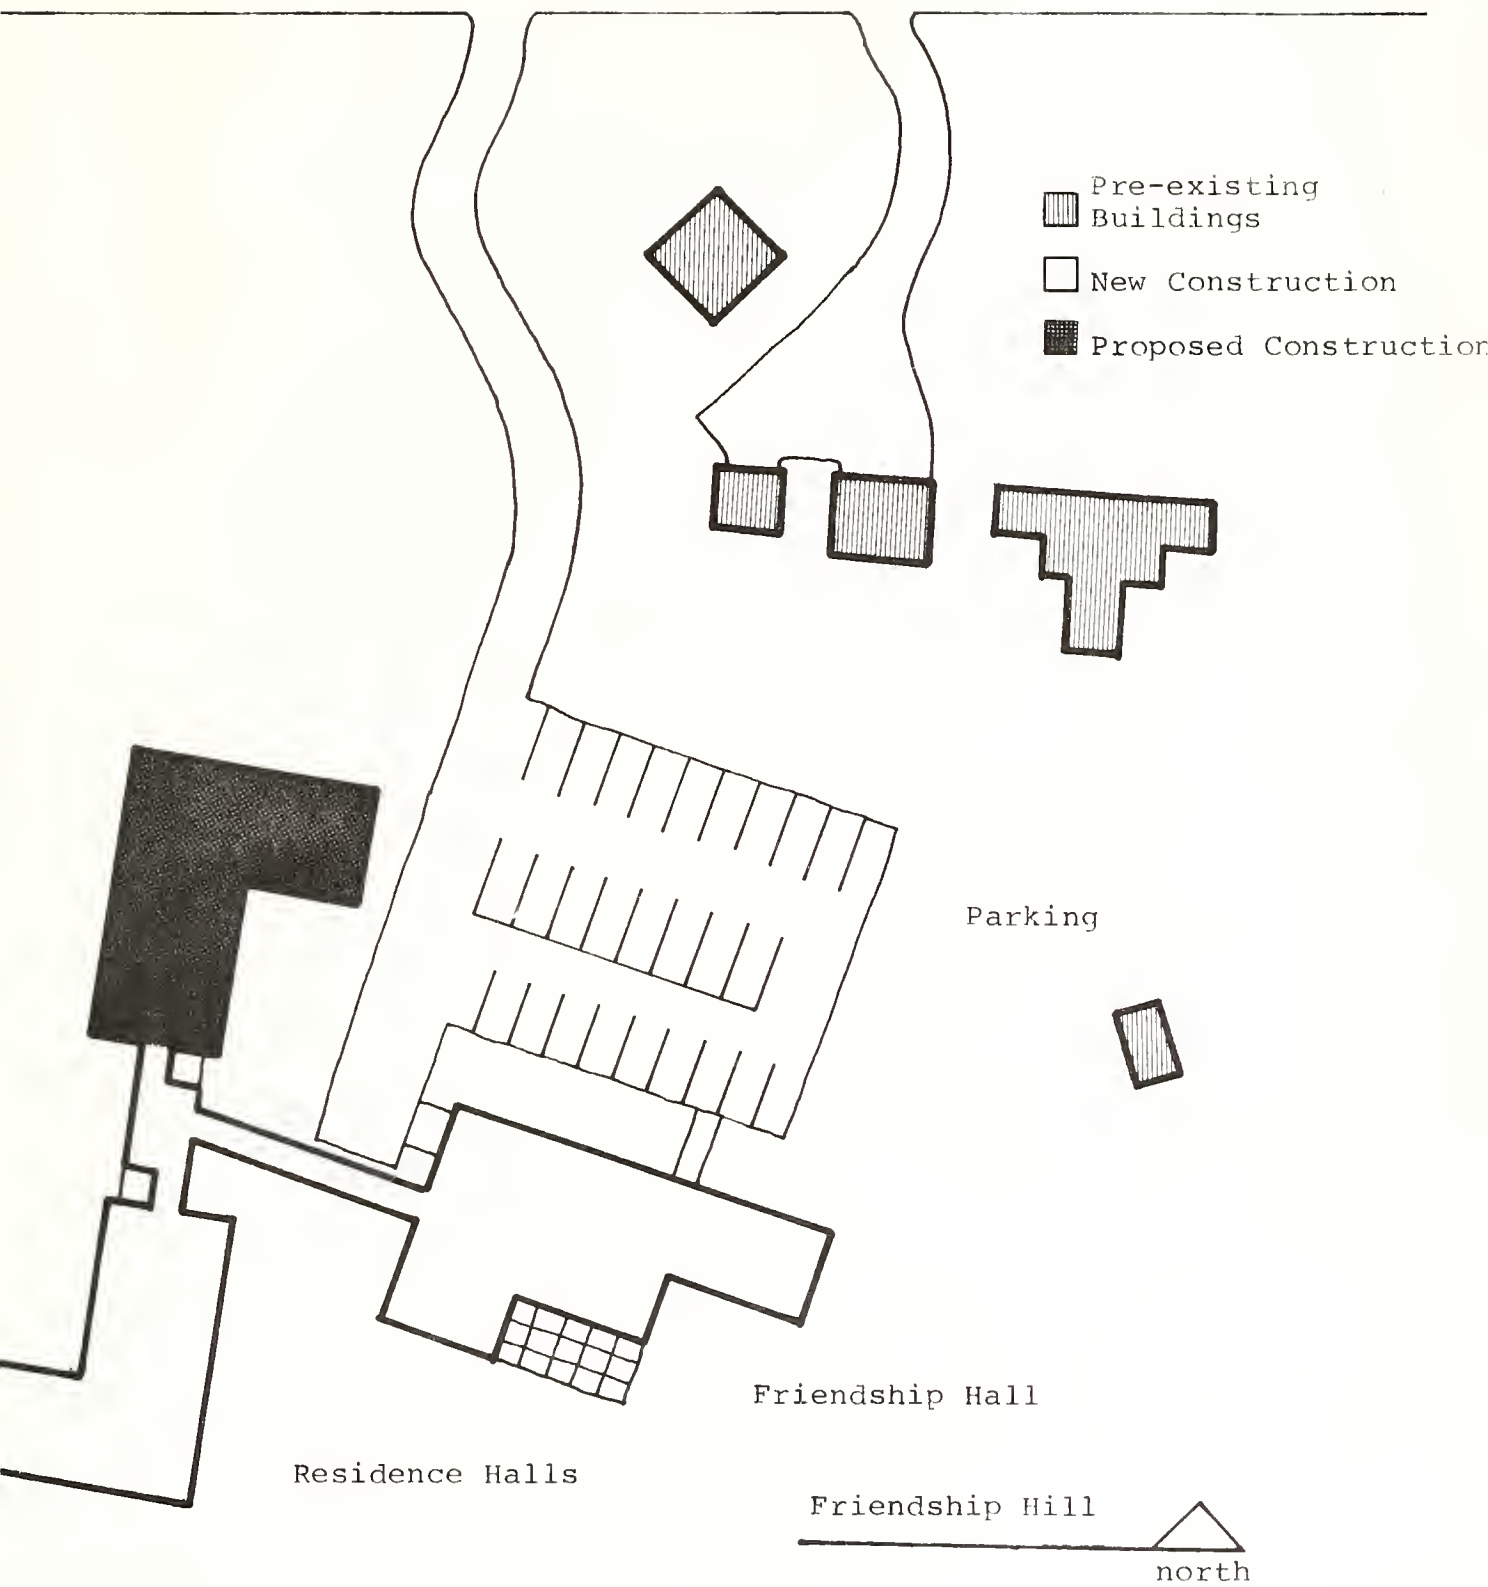 Pre-existing
Buildings
New Construction
Proposed Construction
Parking
Friendship Hall
Residence Halls
Friendship Hill
north